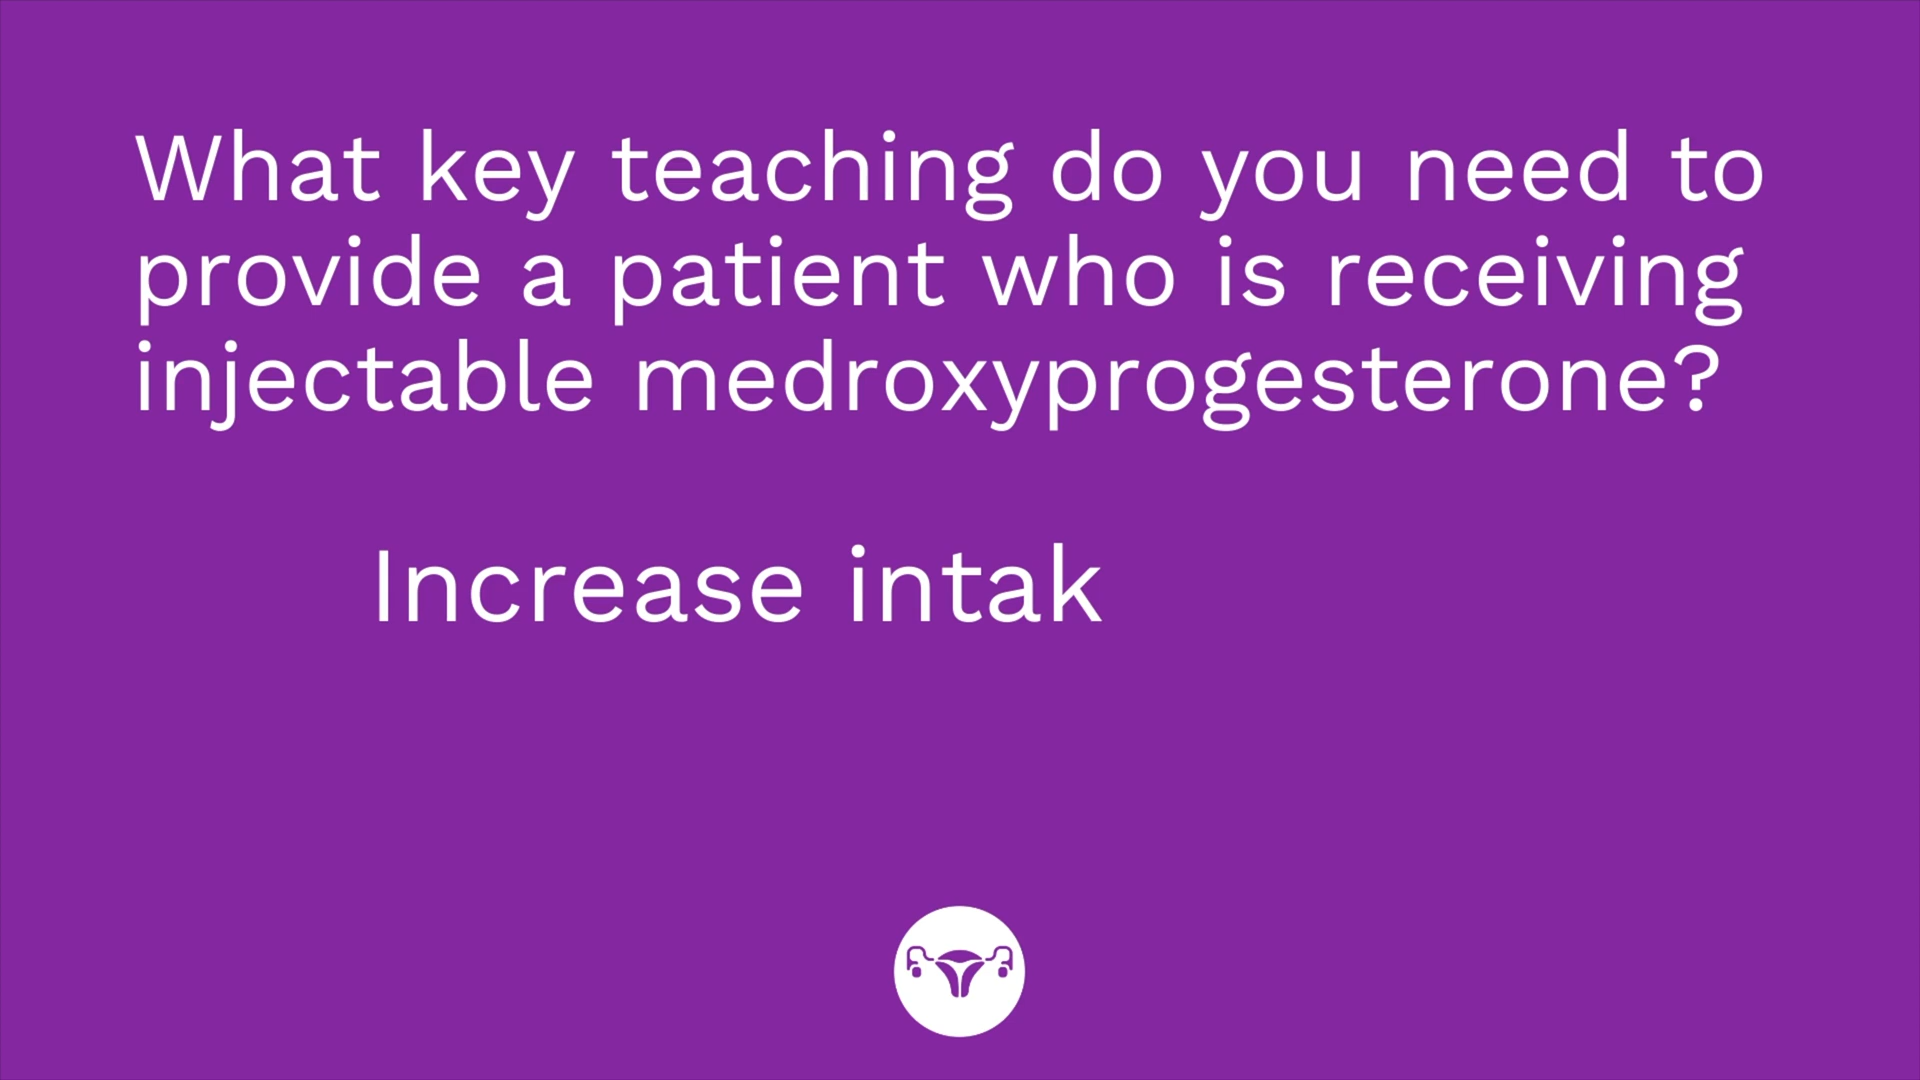 What key teaching do you need to
provide a patient who is receiving
injectable medroxyprogesterone?
Increase intak